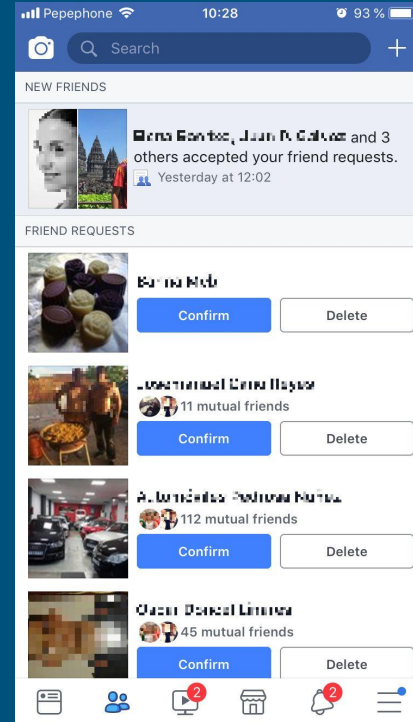 Pepephone 10:28 93 %
Search
NEW FRIENDS
and 3
others accepted your friend requests.
Yesterday at 12:02
FRIEND REQUESTS
Confirm Delete
11 mutual friends
Confirm Delete
112 mutual friends
Confirm Delete
45 mutual friends
Confirm Delete
2 2